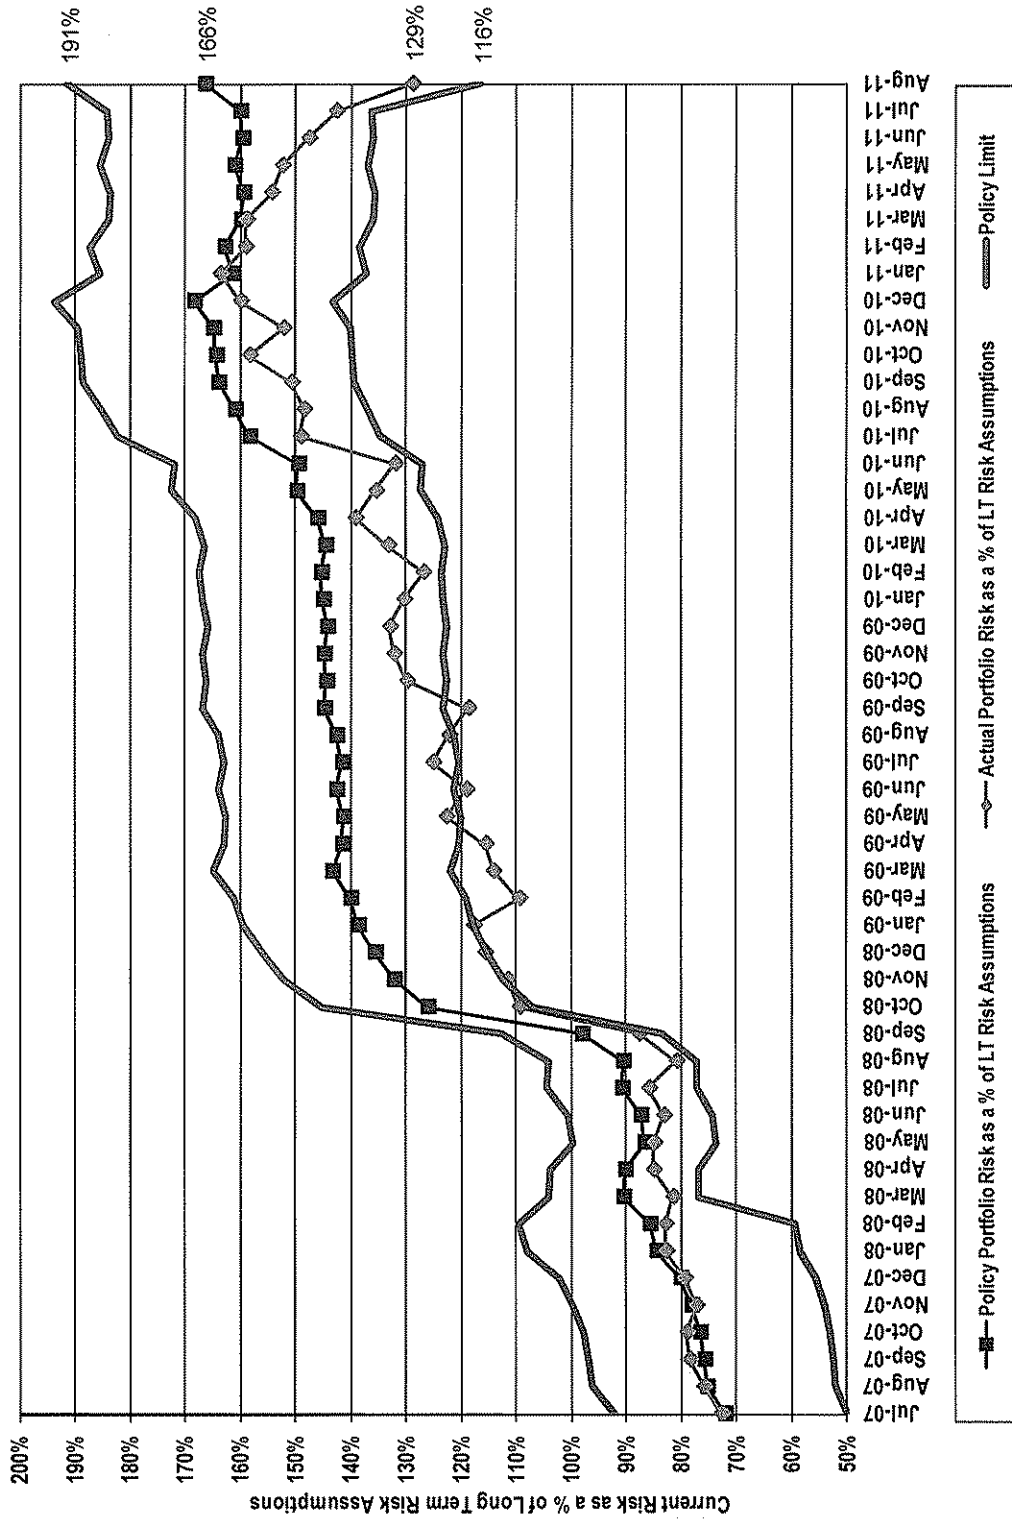 Current Risk as a % of Long Term Risk Assumptions
200%
190%
180%
170%
160%
150%
140%
130%
120%
110%
100%
90%
80%
70%
60%
50%
191%
166%
129%
116%
Jul-07
Aug-07
Sep-07
Oct-07
Nov-07
Dec-07
Jan-08
Feb-08
Mar-08
Apr-08
May-08
Jun-08
Jul-08
Aug-08
Sep-08
Oct-08
Nov-08
Dec-08
Jan-09
Feb-09
Mar-09
Apr-09
May-09
Jun-09
Jul-09
Aug-09
Sep-09
Oct-09
Nov-09
Dec-09
Jan-10
Feb-10
Mar-10
Apr-10
May-10
Jun-10
Jul-10
Aug-10
Sep-10
Oct-10
Nov-10
Dec-10
Jan-11
Feb-11
Mar-11
Apr-11
May-11
Jun-11
Jul-11
Aug-11
Policy Portfolio Risk as a % of LT Risk Assumptions
Actual Portfolio Risk as a % of LT Risk Assumptions
Policy Limit